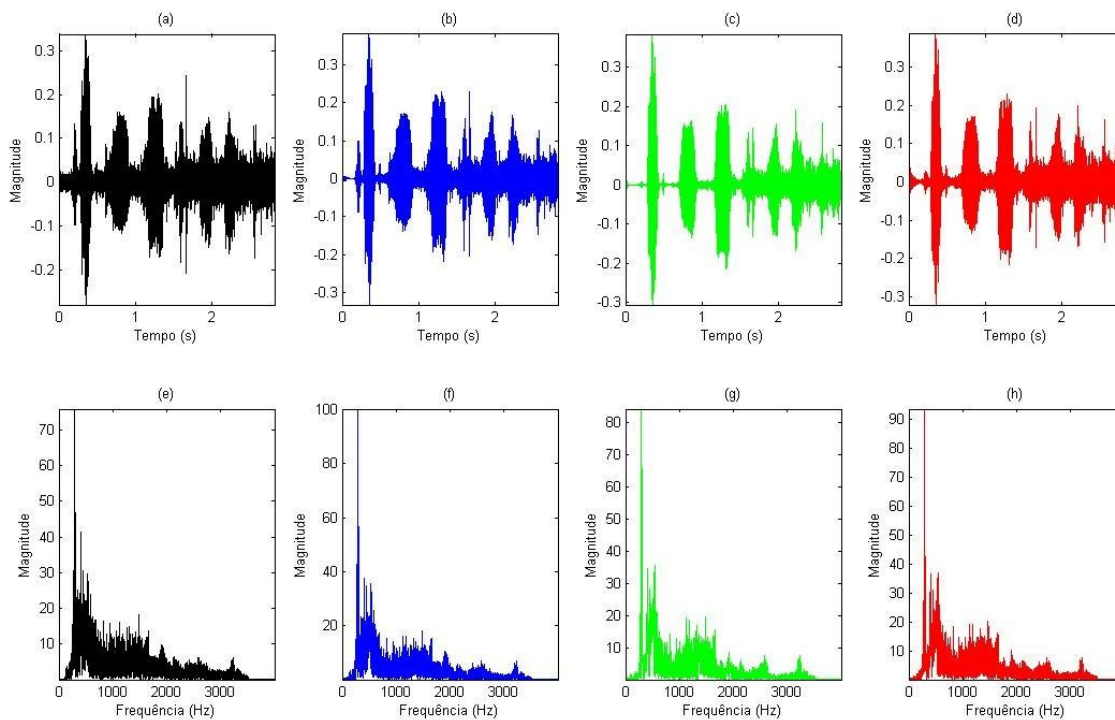 (a)
0.3
0.2
0.1
0
-0.1
-0.2
Magnitude
0 1 2
Tempo (s)
(b)
0.3
0.2
0.1
0
-0.1
-0.2
-0.3
Magnitude
0 1 2
Tempo (s)
(c)
0.3
0.2
0.1
0
-0.1
-0.2
-0.3
Magnitude
0 1 2
Tempo (s)
(d)
0.3
0.2
0.1
0
-0.1
-0.2
-0.3
Magnitude
0 1 2
Tempo (s)
(e)
70
60
50
40
30
20
10
Magnitude
0 1000 2000 3000
Frequência (Hz)
(f)
100
80
60
40
20
Magnitude
0 1000 2000 3000
Frequência (Hz)
(g)
80
70
60
50
40
30
20
10
Magnitude
0 1000 2000 3000
Frequência (Hz)
(h)
90
80
70
60
50
40
30
20
10
Magnitude
0 1000 2000 3000
Frequência (Hz)